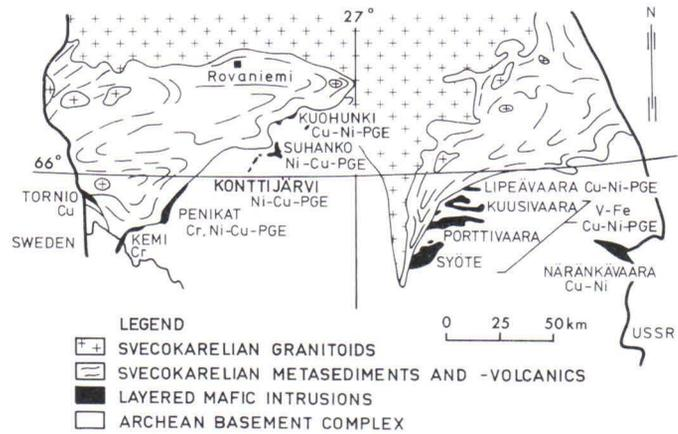 27°
N
Rovaniemi
KUOHUNKI
Cu-Ni-PGE
SUHANKO
Ni-Cu-PGE
66°
KONTTIJÄRVI
Ni-Cu-PGE
TORNIO
Cu
PENIKAT
Cr, Ni-Cu-PGE
SWEDEN
KEMI
Cr
LIPEÄVAARA Cu-Ni-PGE
KUUSIVAARA
V-Fe
Cu-Ni-PGE
PORTTIVAARA
SYÖTE
NÄRÄNKÄVAARA
Cu-Ni
USSR
0 25 50 km
LEGEND
SVECOKARELIAN GRANITOIDS
SVECOKARELIAN METASEDIMENTS AND -VOLCANICS
LAYERED MAFIC INTRUSIONS
ARCHEAN BASEMENT COMPLEX